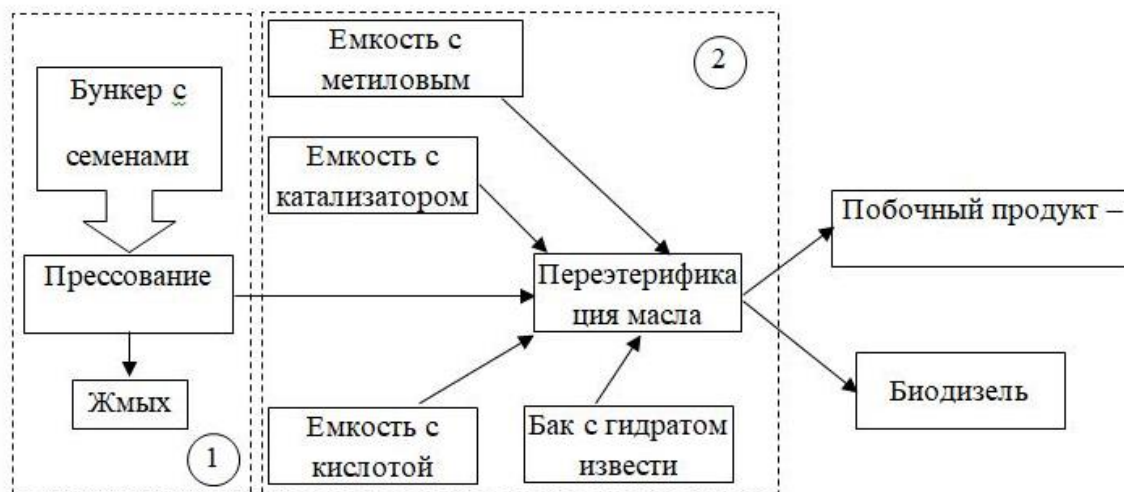 Бункер с
семенами
Прессование
Жмых
1
Емкость с
метиловым
2
Емкость с
катализатором
Переэтерифика
ция масла
Емкость с
кислотой
Бак с гидратом
извести
Побочный продукт –
Биодизель